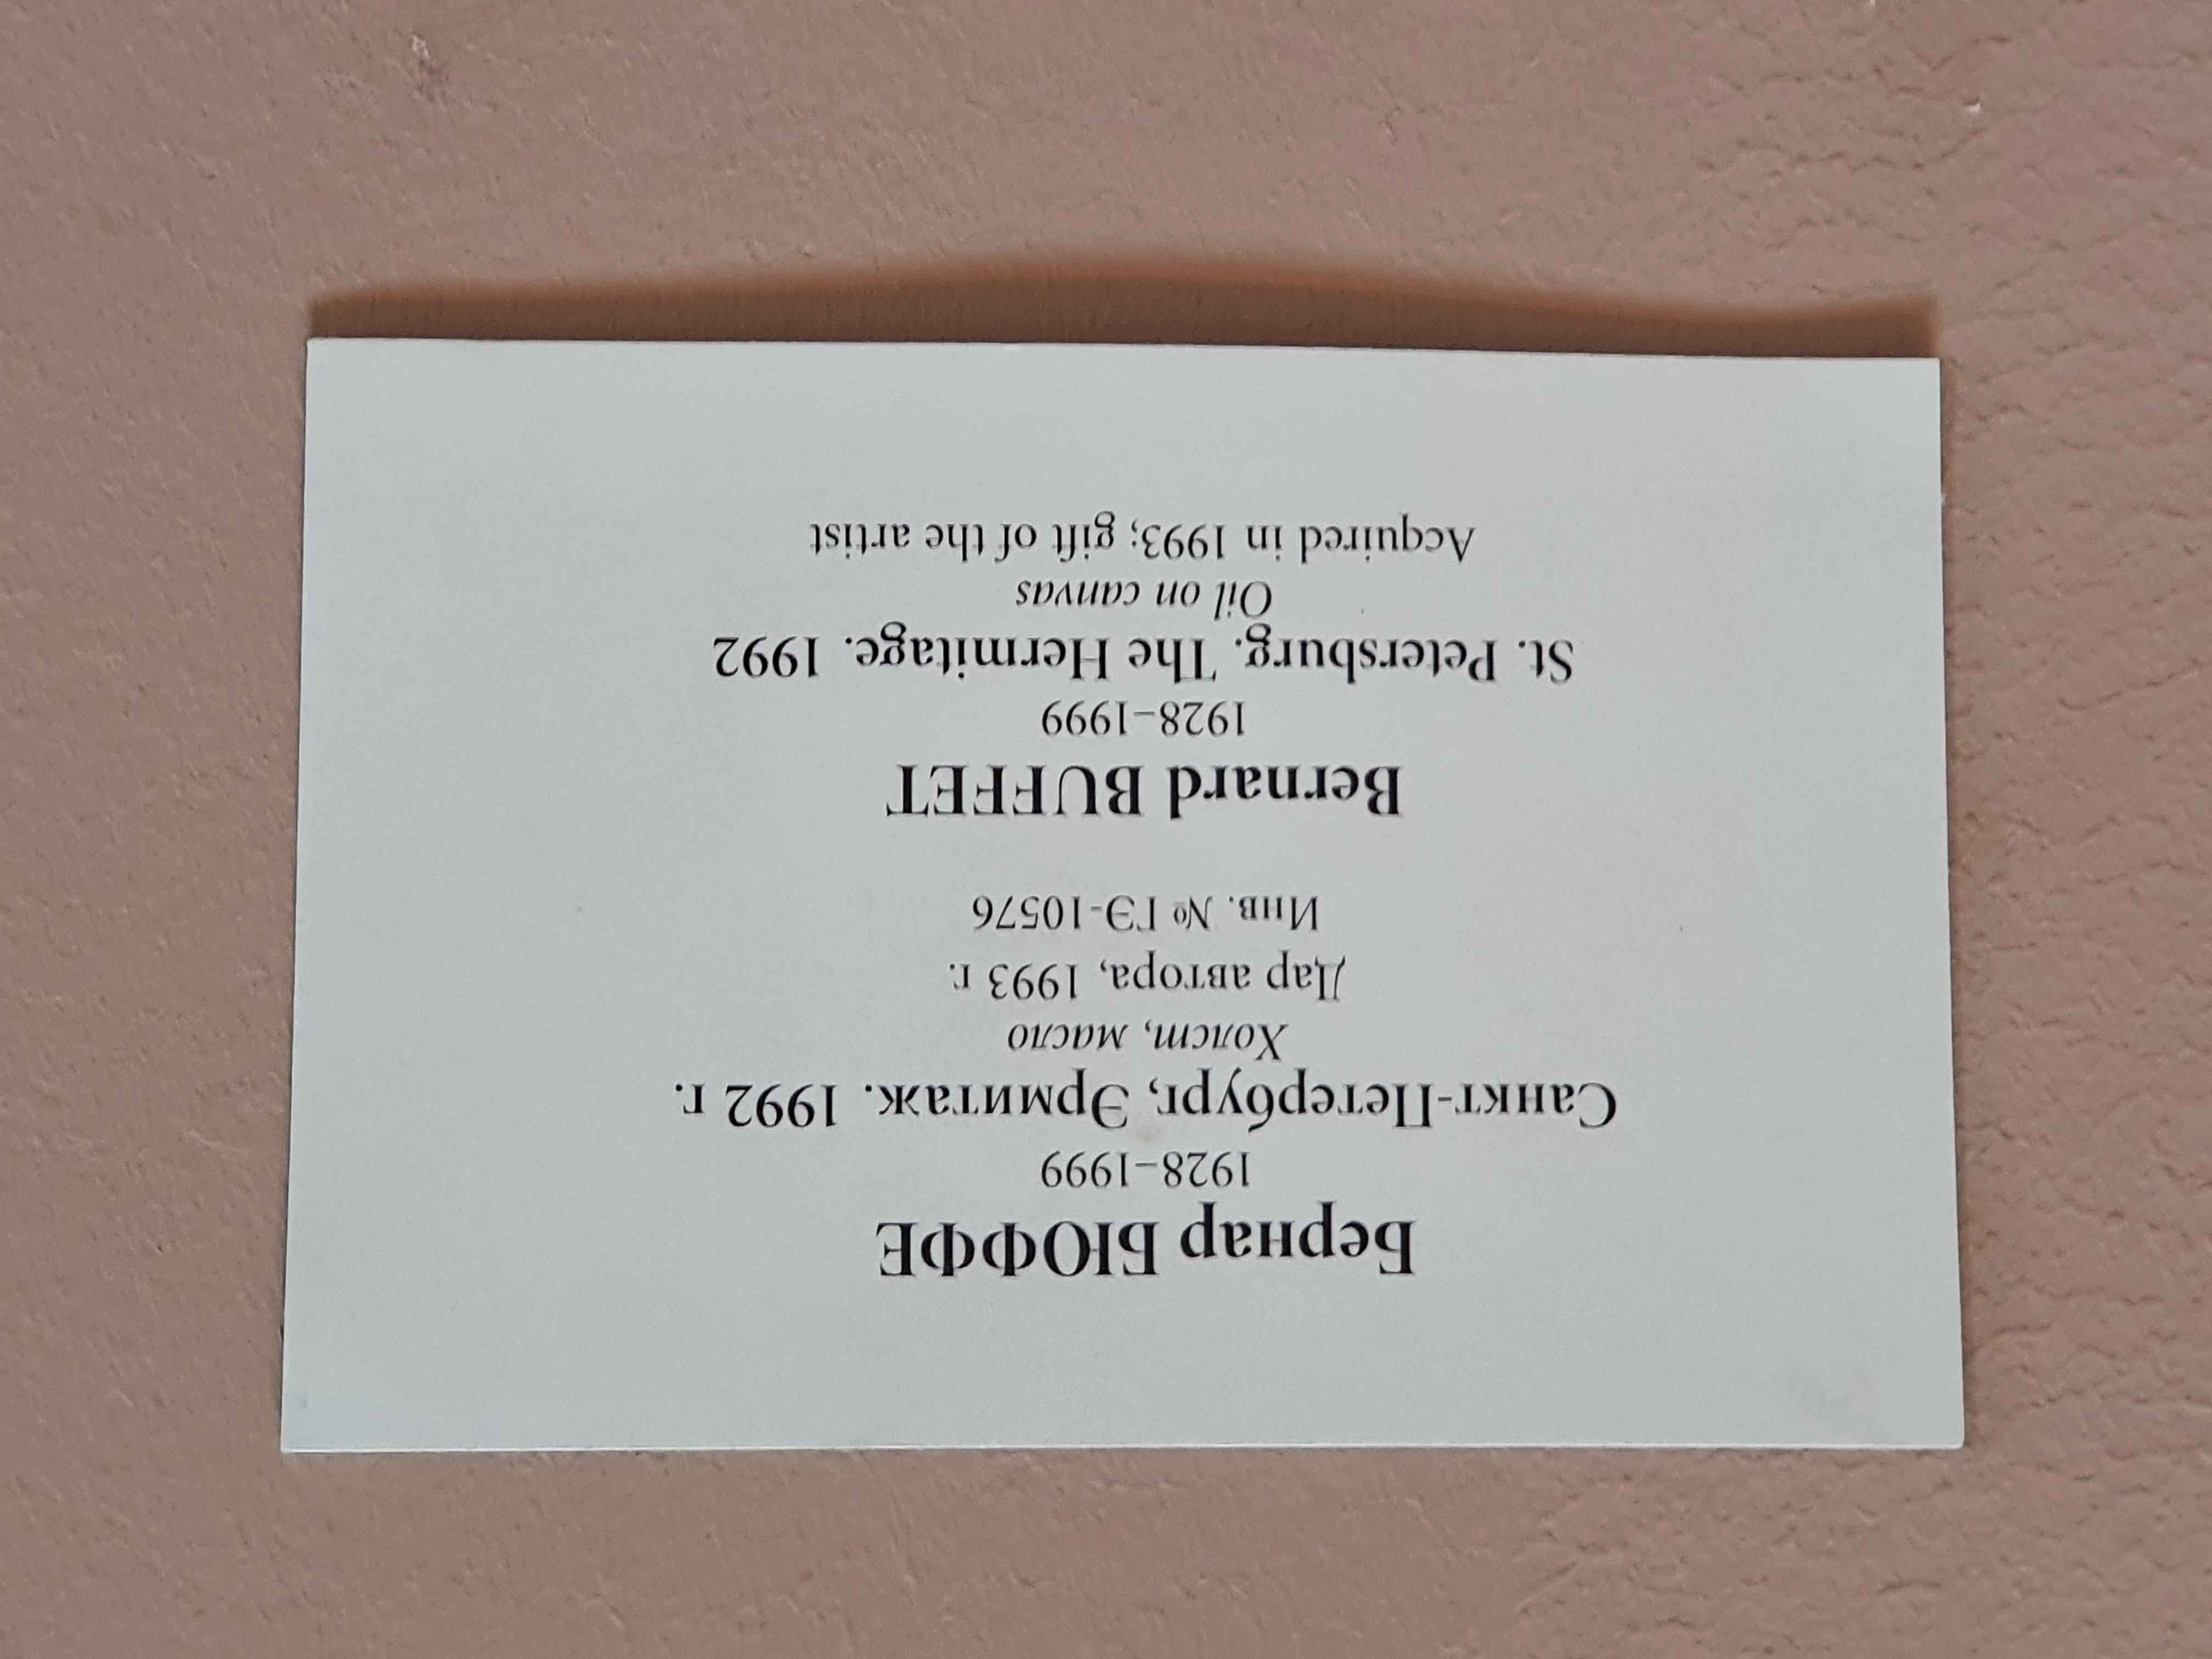 Бернар БЮФФЕ
1928–1999
Санкт-Петербург, Эрмитаж. 1992 г.
Холст, масло
Дар автора, 1993 г.
Инв. № ГЭ-10576
Bernard BUFFET
1928–1999
St. Petersburg. The Hermitage. 1992
Oil on canvas
Acquired in 1993; gift of the artist